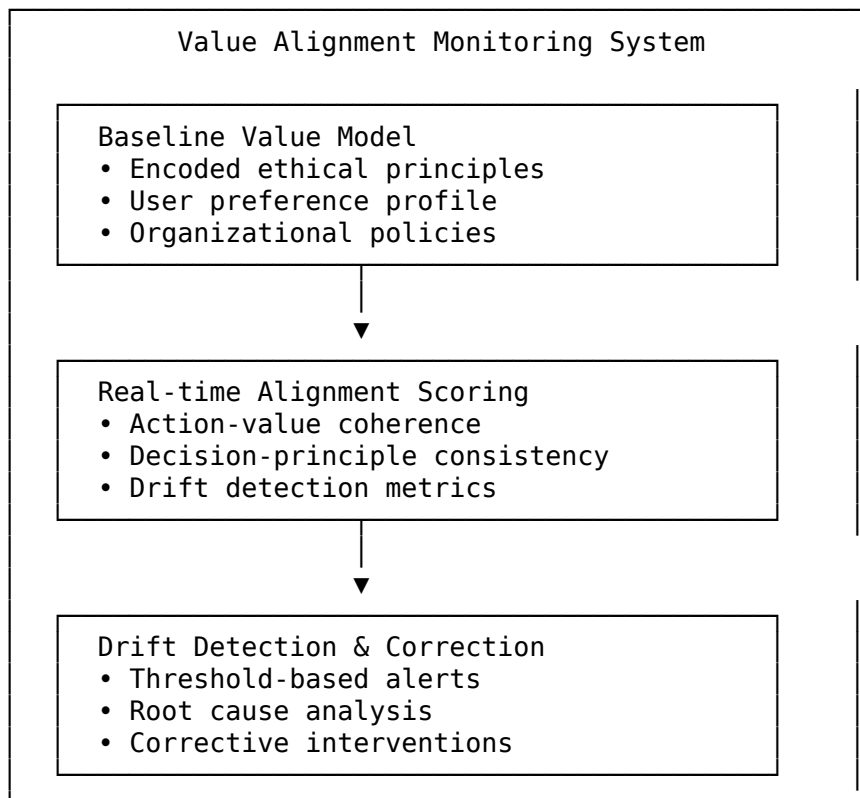 Value Alignment Monitoring System
Baseline Value Model
• Encoded ethical principles
• User preference profile
• Organizational policies
Real-time Alignment Scoring
• Action-value coherence
• Decision-principle consistency
• Drift detection metrics
Drift Detection & Correction
• Threshold-based alerts
• Root cause analysis
• Corrective interventions